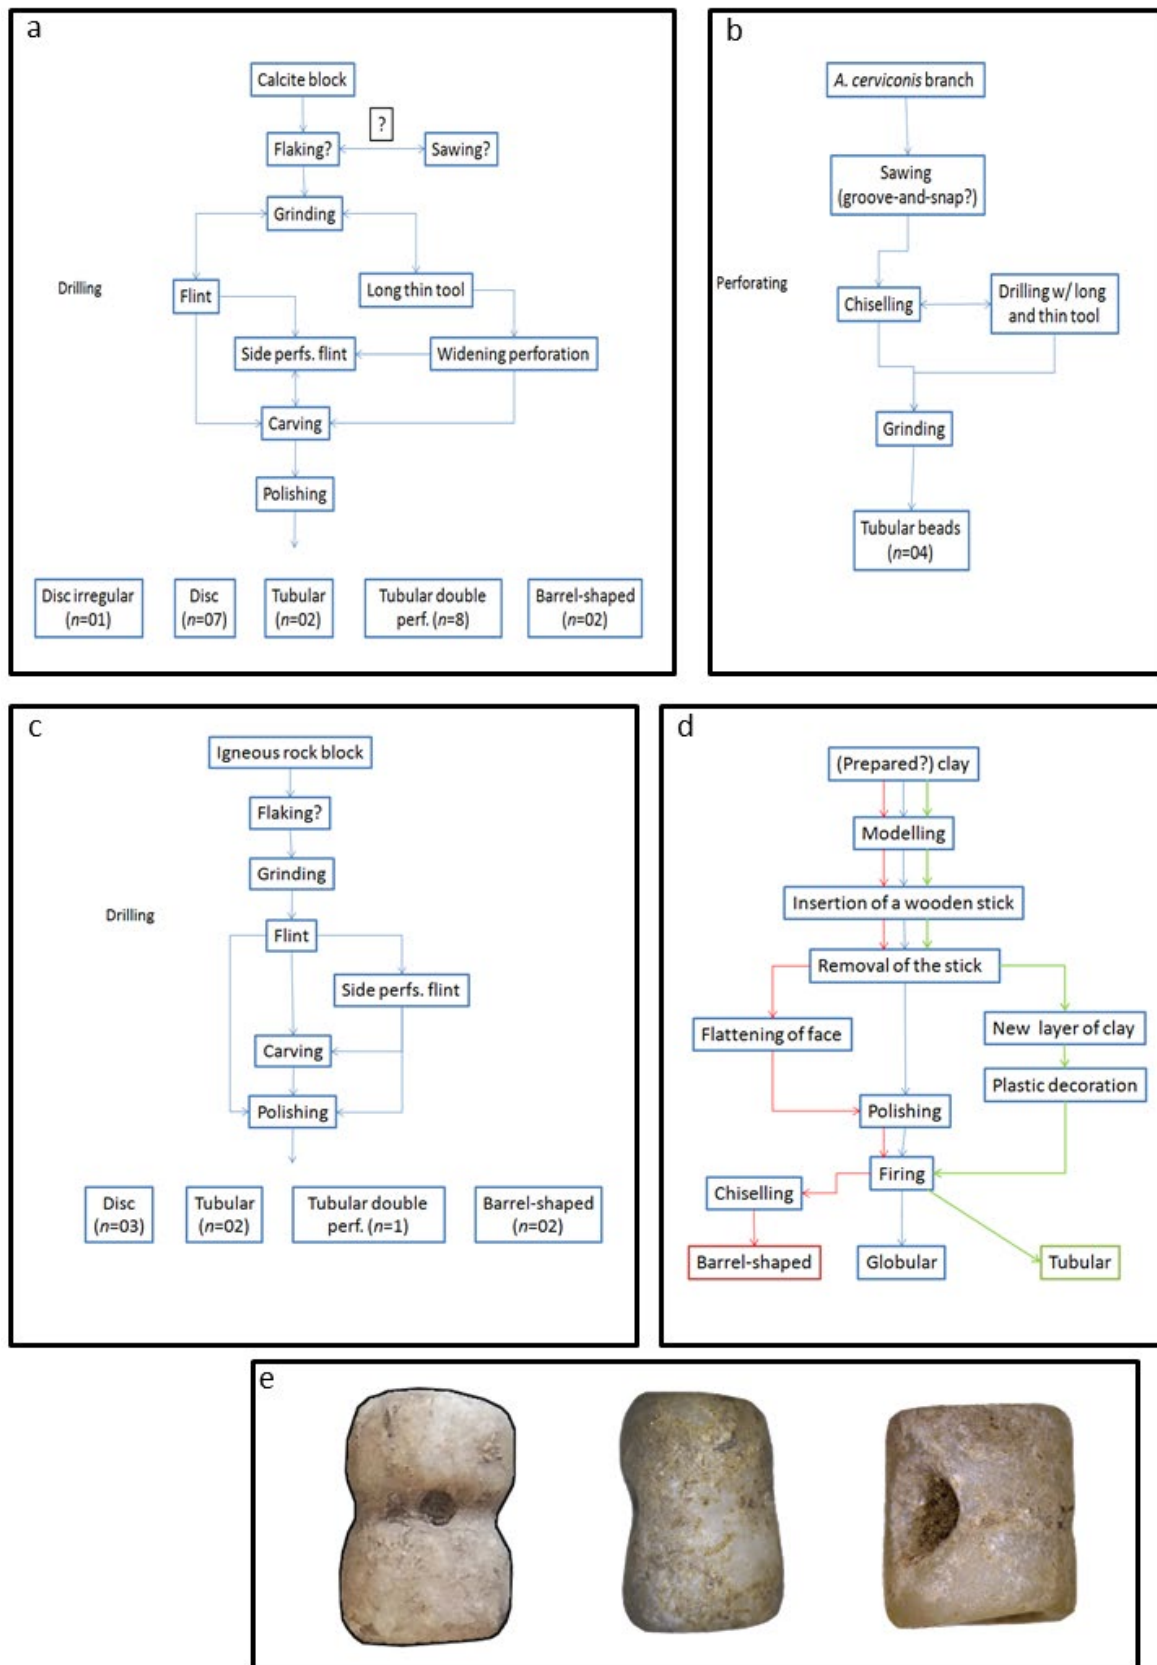 a
Calcite block
?
Flaking?
Sawing?
Grinding
Drilling
Flint
Long thin tool
Side perfs. flint
Widening perforation
Carving
Polishing
Disc irregular
(n=01)
Disc
(n=07)
Tubular
(n=02)
Tubular double
perf. (n=8)
Barrel-shaped
(n=02)
b
A. cerviconis branch
Sawing
(groove-and-snap?)
Perforating
Chiselling
Drilling w/ long
and thin tool
Grinding
Tubular beads
(n=04)
c
Igneous rock block
Flaking?
Grinding
Drilling
Flint
Side perfs. flint
Carving
Polishing
Disc
(n=03)
Tubular
(n=02)
Tubular double
perf. (n=1)
Barrel-shaped
(n=02)
d
(Prepared?) clay
Modelling
Insertion of a wooden stick
Removal of the stick
Flattening of face
New layer of clay
Plastic decoration
Polishing
Firing
Chiselling
Barrel-shaped
Globular
Tubular
e